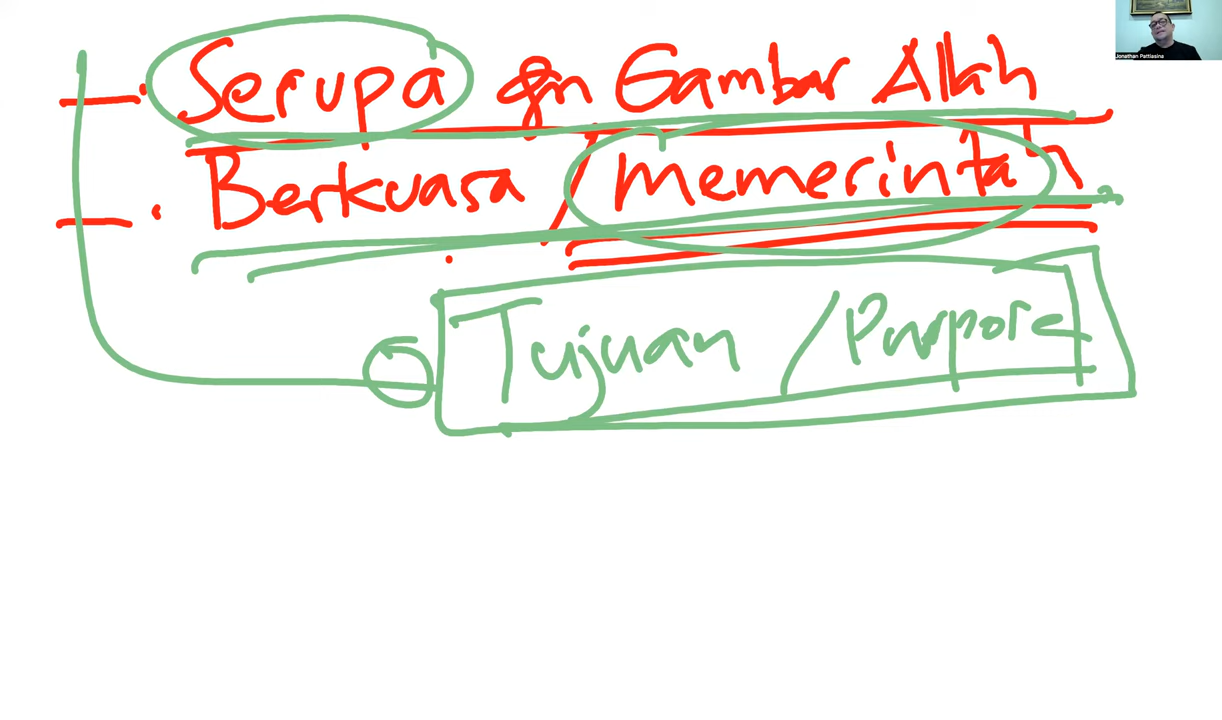 Jonathan Pattiasina
- Serupa dgn Gambar Allah
- Berkuasa / Memerintah
Tujuan / Purpose